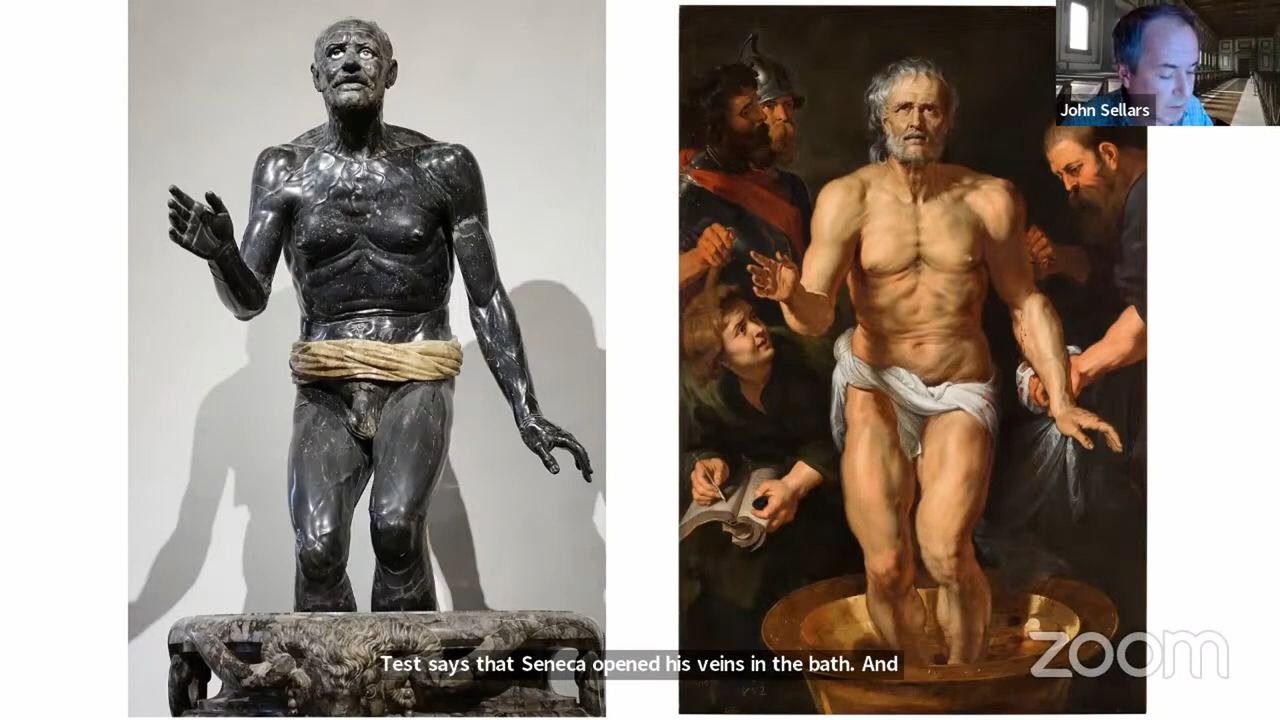 John Sellars
Test says that Seneca opened his veins in the bath. And
zoom